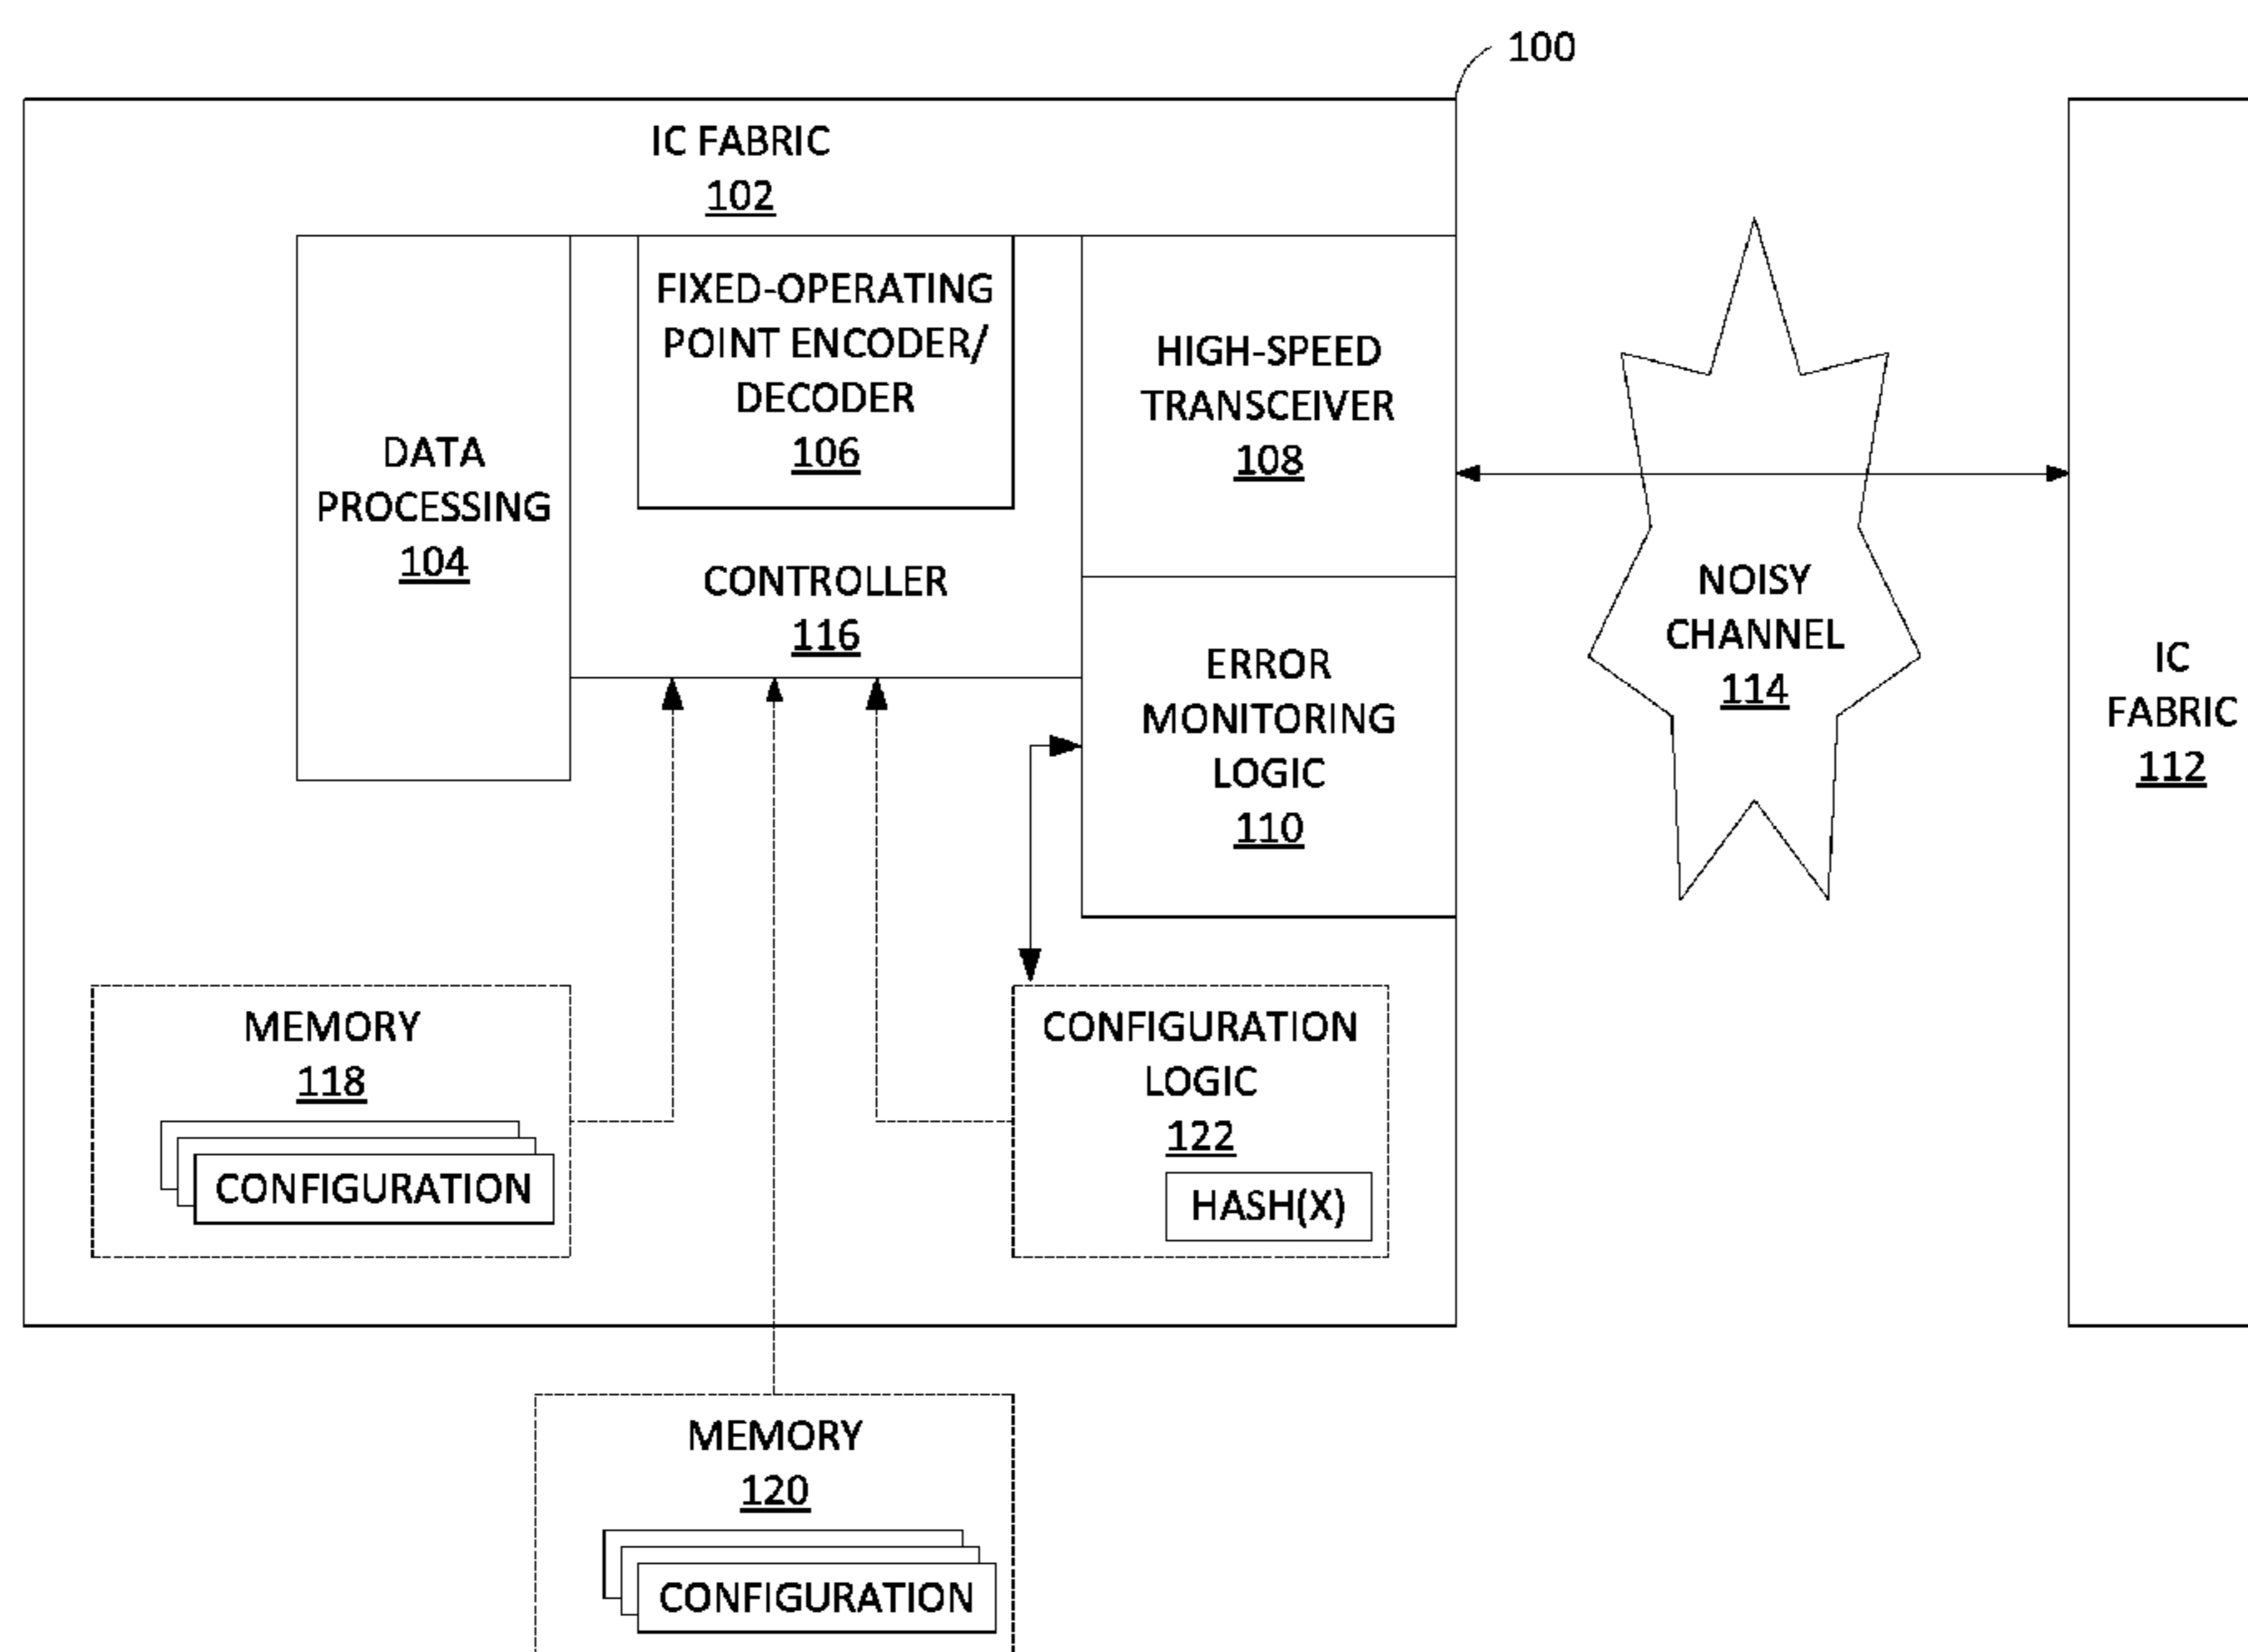 100
IC FABRIC
102
DATA
PROCESSING
104
FIXED-OPERATING
POINT ENCODER/
DECODER
106
CONTROLLER
116
HIGH-SPEED
TRANSCEIVER
108
ERROR
MONITORING
LOGIC
110
NOISY
CHANNEL
114
IC
FABRIC
112
MEMORY
118
CONFIGURATION
CONFIGURATION
LOGIC
122
HASH(X)
MEMORY
120
CONFIGURATION